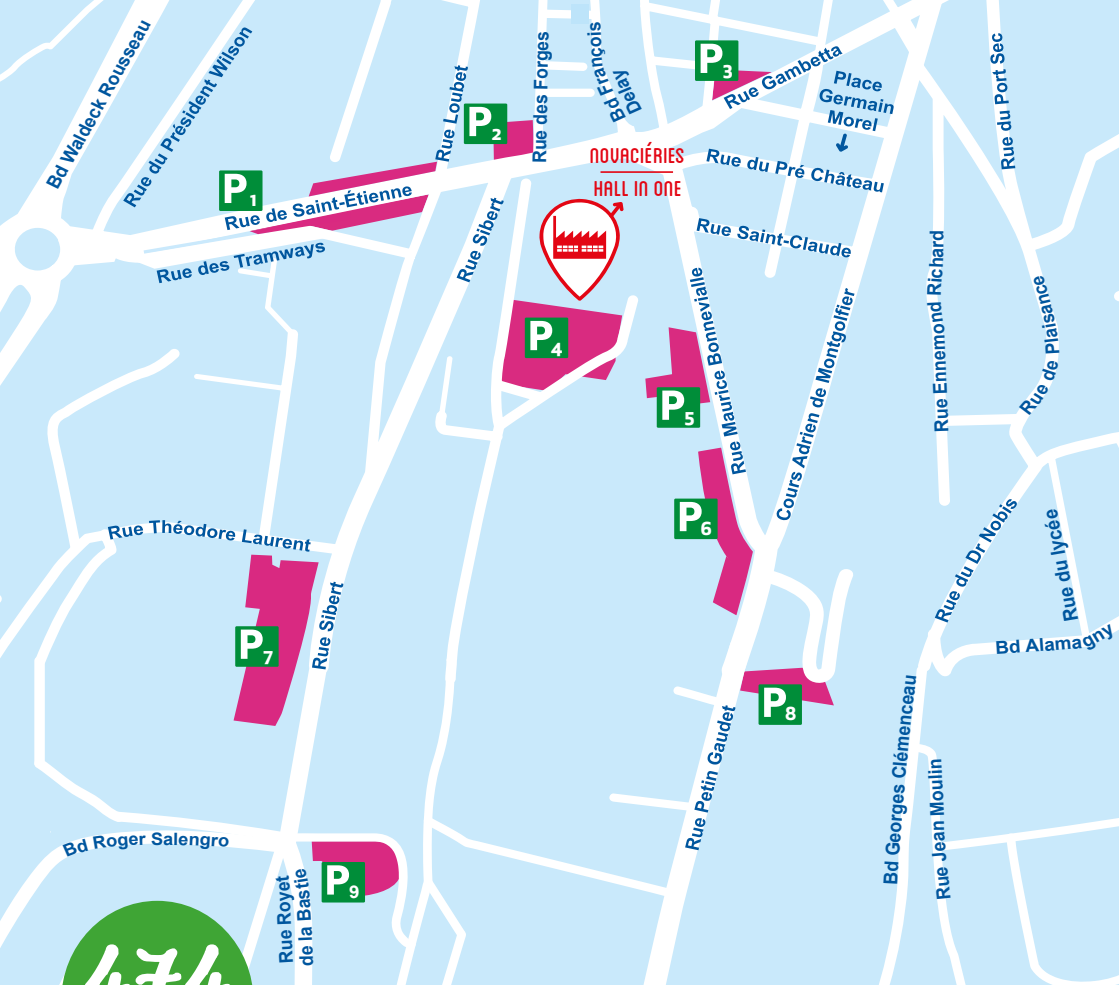 Bd Waldeck Rousseau
Rue du Président Wilson
Rue Loubet
Rue des Forges
Bd François
Delay
P3
Rue Gambetta
Place
Germain
Morel
Rue du Port Sec
P2
P1
Rue de Saint-Étienne
Rue des Tramways
NOVACIÉRIES
HALL IN ONE
Rue du Pré Château
Rue Saint-Claude
Rue Sibert
P4
P5
Rue Maurice Bonnevialle
Cours Adrien de Montgolfier
Rue Ennemond Richard
Rue de Plaisance
P6
Rue Théodore Laurent
Rue du Dr Nobis
Rue du lycée
Rue Sibert
P7
Bd Alamagny
P8
Rue Petin Gaudet
Bd Georges Clémenceau
Rue Jean Moulin
Bd Roger Salengro
P9
Rue Royet
de la Bastie
474